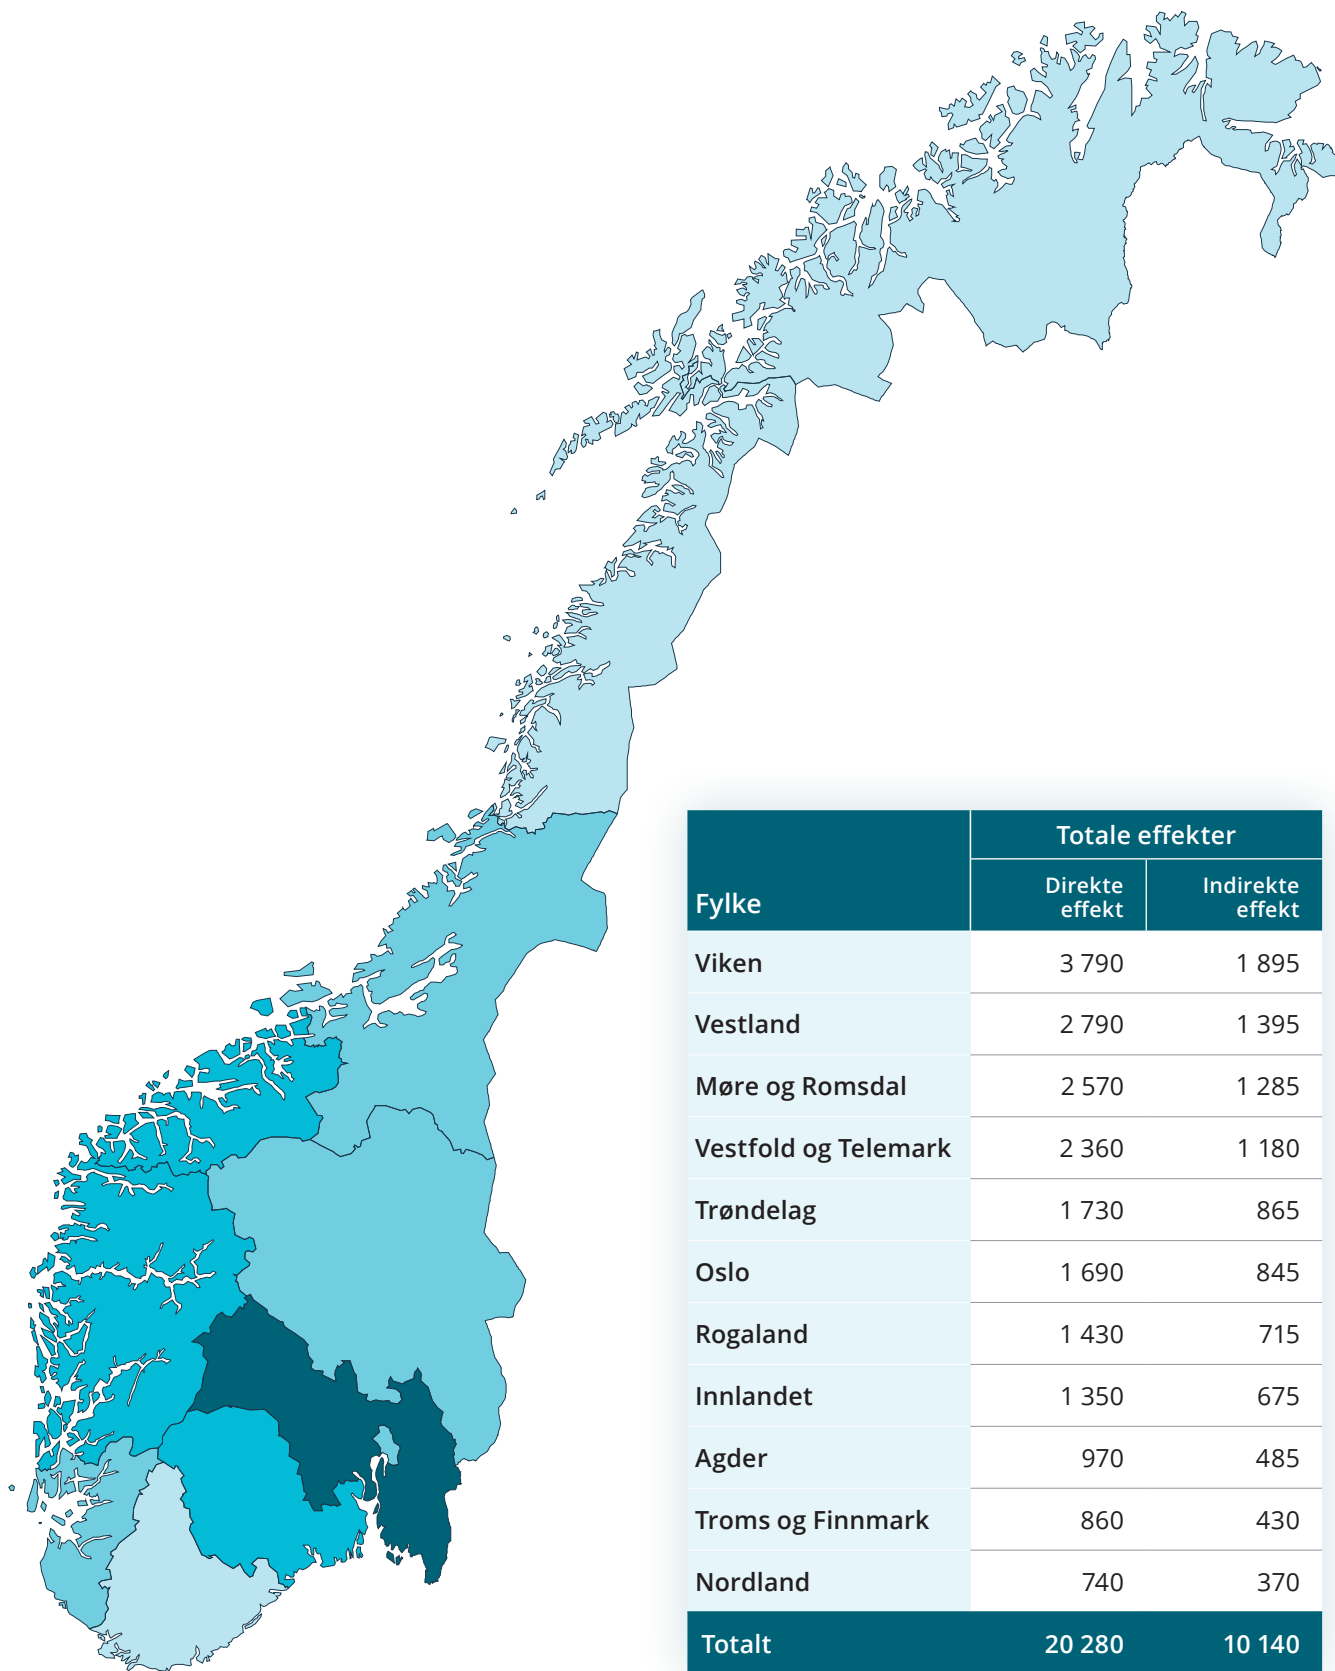 Totale effekter
Fylke Direkte effekt Indirekte effekt
Viken 3 790 1 895
Vestland 2 790 1 395
Møre og Romsdal 2 570 1 285
Vestfold og Telemark 2 360 1 180
Trøndelag 1 730 865
Oslo 1 690 845
Rogaland 1 430 715
Innlandet 1 350 675
Agder 970 485
Troms og Finnmark 860 430
Nordland 740 370
Totalt 20 280 10 140